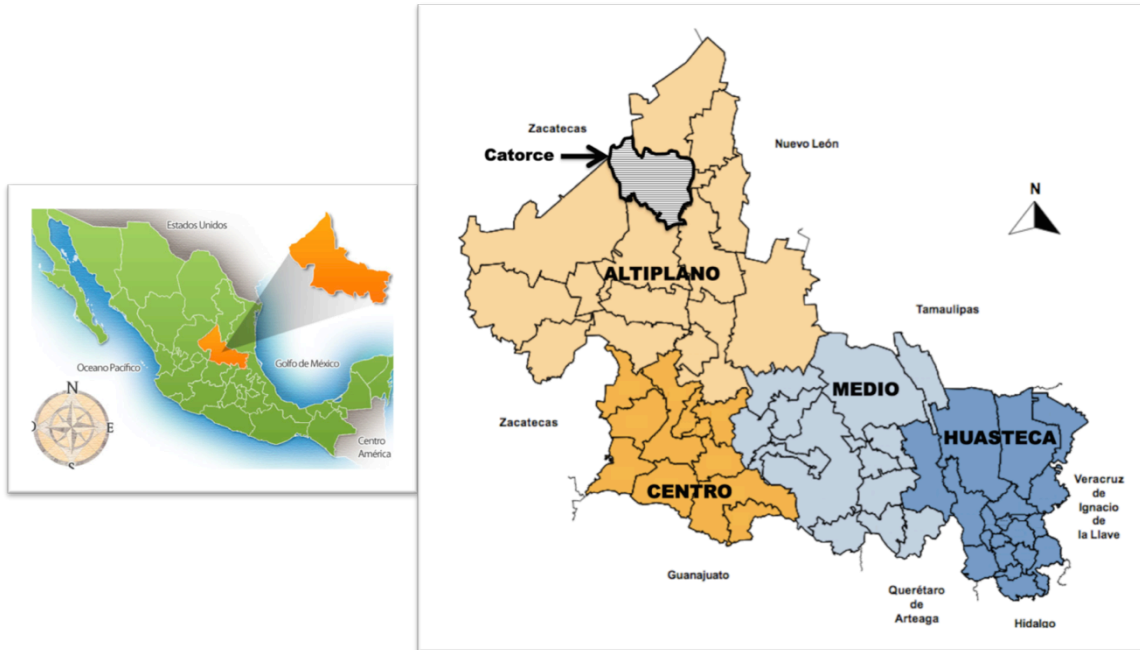 Estados Unidos
Oceano Pacífico
Golfo de México
Centro
América
N
E
S
Zacatecas
Catorce
Nuevo León
N
ALTIPLANO
Tamaulipas
MEDIO
HUASTECA
Zacatecas
CENTRO
Veracruz
de
Ignacio
de
la Llave
Guanajuato
Querétaro
de
Arteaga
Hidalgo